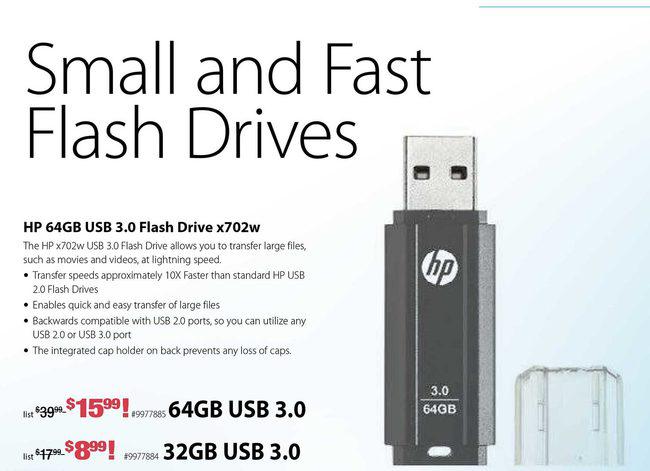 Small and Fast
Flash Drives
HP 64GB USB 3.0 Flash Drive x702w
The HP x702w USB 3.0 Flash Drive allows you to transfer large files,
such as movies and videos, at lightning speed.
• Transfer speeds approximately 10X Faster than standard HP USB
2.0 Flash Drives
• Enables quick and easy transfer of large files
• Backwards compatible with USB 2.0 ports, so you can utilize any
USB 2.0 or USB 3.0 port
• The integrated cap holder on back prevents any loss of caps.
list $39.99 $15.99! #9977885 64GB USB 3.0
list $17.99 $8.99! #9977884 32GB USB 3.0
hp
3.0
64GB